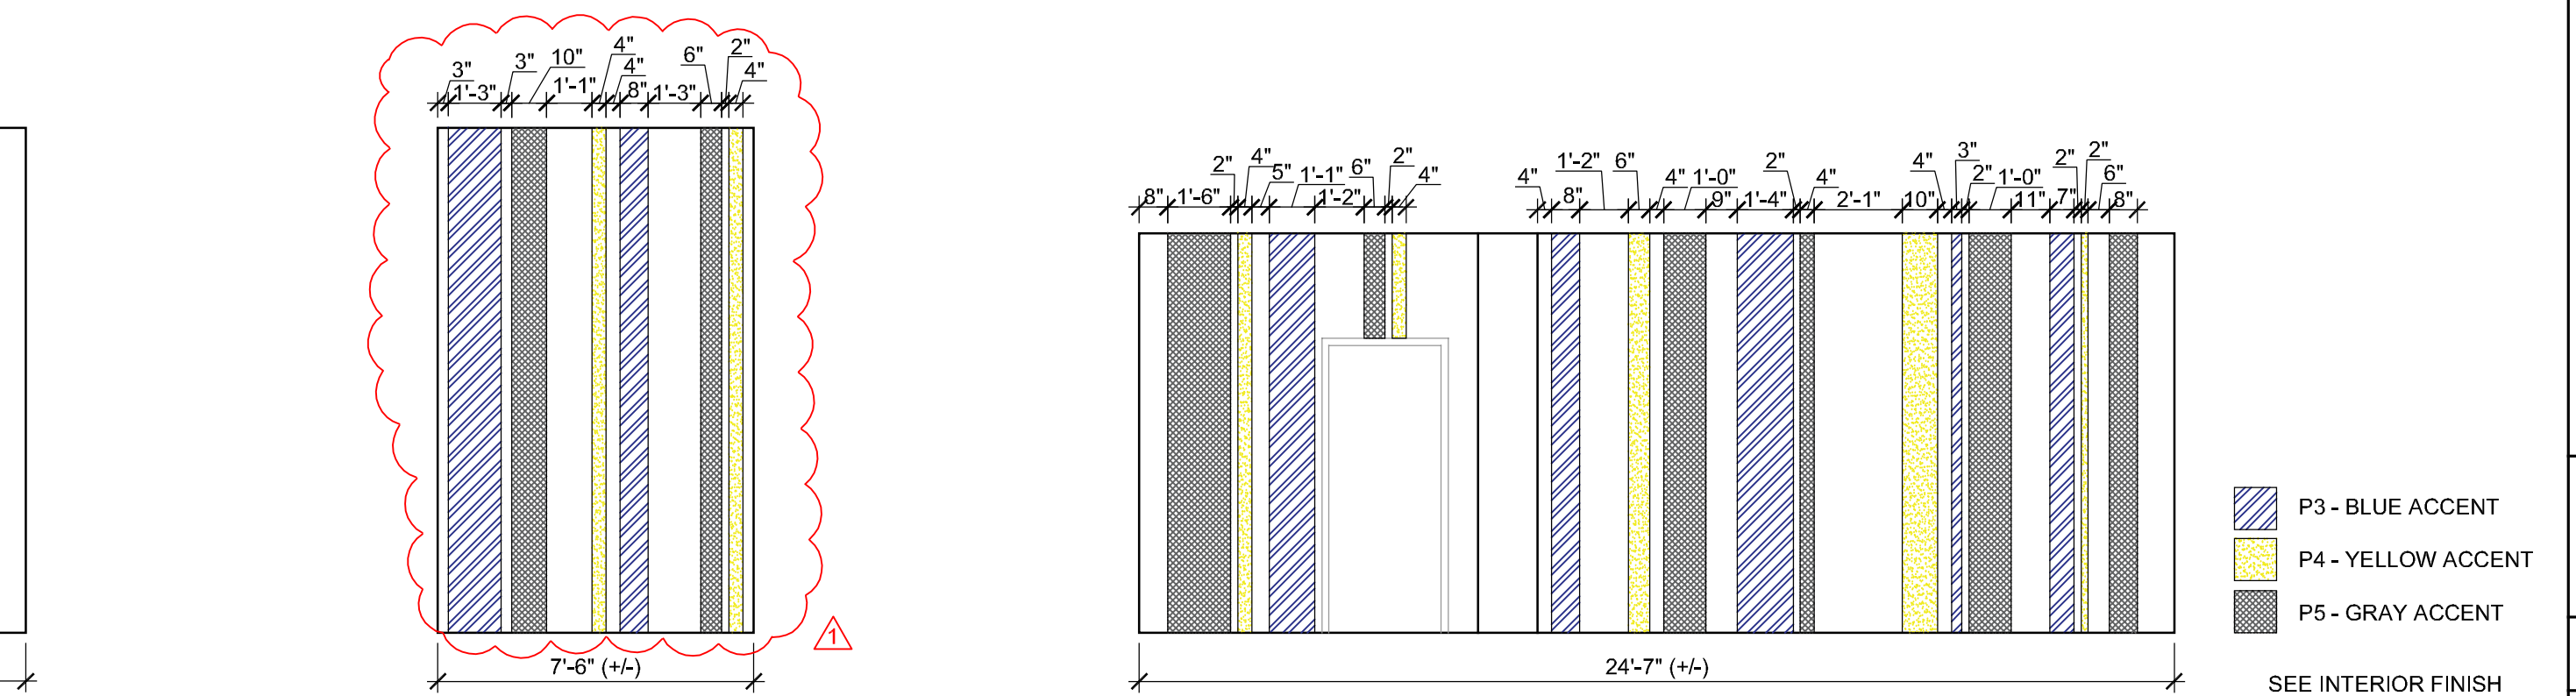 3" 1'-3" 3" 10" 1'-1" 4" 4" 8" 1'-3" 6" 2" 4"
7'-6" (+/-)
1
8" 1'-6" 2" 4" 5" 1'-1" 1'-2" 6" 2" 4"
4" 8" 1'-2" 6" 4" 1'-0" 9" 1'-4" 2" 4" 2'-1" 10" 4" 3" 2" 1'-0" 11" 7" 2" 2" 6" 8"
24'-7" (+/-)
P3 - BLUE ACCENT
P4 - YELLOW ACCENT
P5 - GRAY ACCENT
SEE INTERIOR FINISH